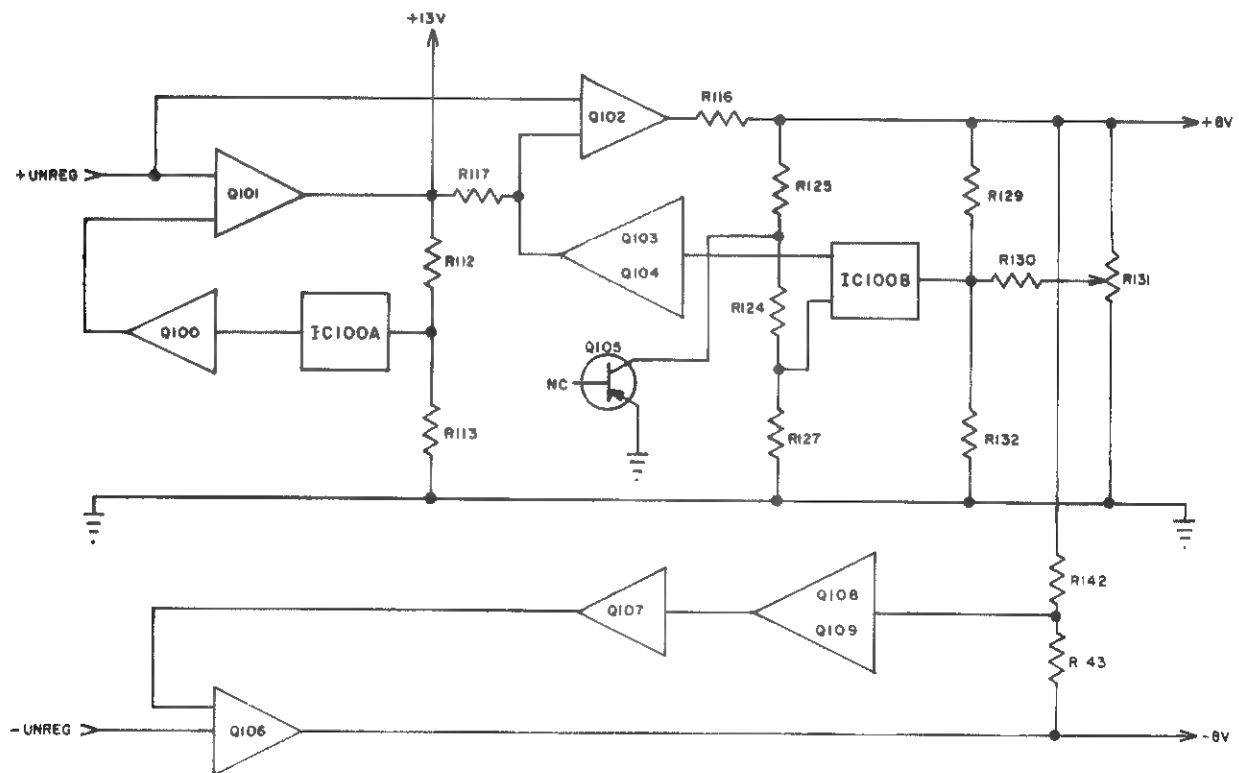 +13V
Q102
R116
+8V
+UNREG
Q101
R117
R125
R129
R112
Q103
Q104
IC100B
R130
R131
Q100
IC100A
R124
Q105
NC
R113
R127
R132
Q107
Q108
Q109
R142
R 43
-UNREG
Q106
-8V